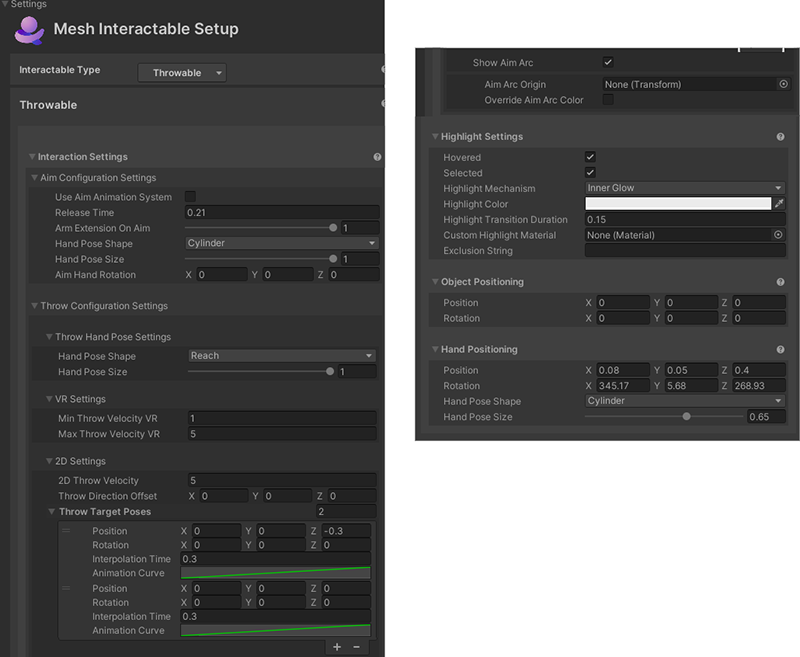 Settings
Mesh Interactable Setup
Interactable Type Throwable
Throwable
Interaction Settings
Aim Configuration Settings
Use Aim Animation System
Release Time 0.21
Arm Extension On Aim 1
Hand Pose Shape Cylinder
Hand Pose Size 1
Aim Hand Rotation X 0 Y 0 Z 0
Throw Configuration Settings
Throw Hand Pose Settings
Hand Pose Shape Reach
Hand Pose Size 1
VR Settings
Min Throw Velocity VR 1
Max Throw Velocity VR 5
2D Settings
2D Throw Velocity 5
Throw Direction Offset X 0 Y 0 Z 0
Throw Target Poses 2
Position X 0 Y 0 Z -0.3
Rotation X 0 Y 0 Z 0
Interpolation Time 0.3
Animation Curve
Position X 0 Y 0 Z 0
Rotation X 0 Y 0 Z 0
Interpolation Time 0.3
Animation Curve
+ −
Show Aim Arc
Aim Arc Origin None (Transform)
Override Aim Arc Color
Highlight Settings ?
Hovered
Selected
Highlight Mechanism Inner Glow
Highlight Color
Highlight Transition Duration 0.15
Custom Highlight Material None (Material)
Exclusion String
Object Positioning ?
Position X 0 Y 0 Z 0
Rotation X 0 Y 0 Z 0
Hand Positioning ?
Position X 0.08 Y 0.05 Z 0.4
Rotation X 345.17 Y 5.68 Z 268.93
Hand Pose Shape Cylinder
Hand Pose Size 0.65